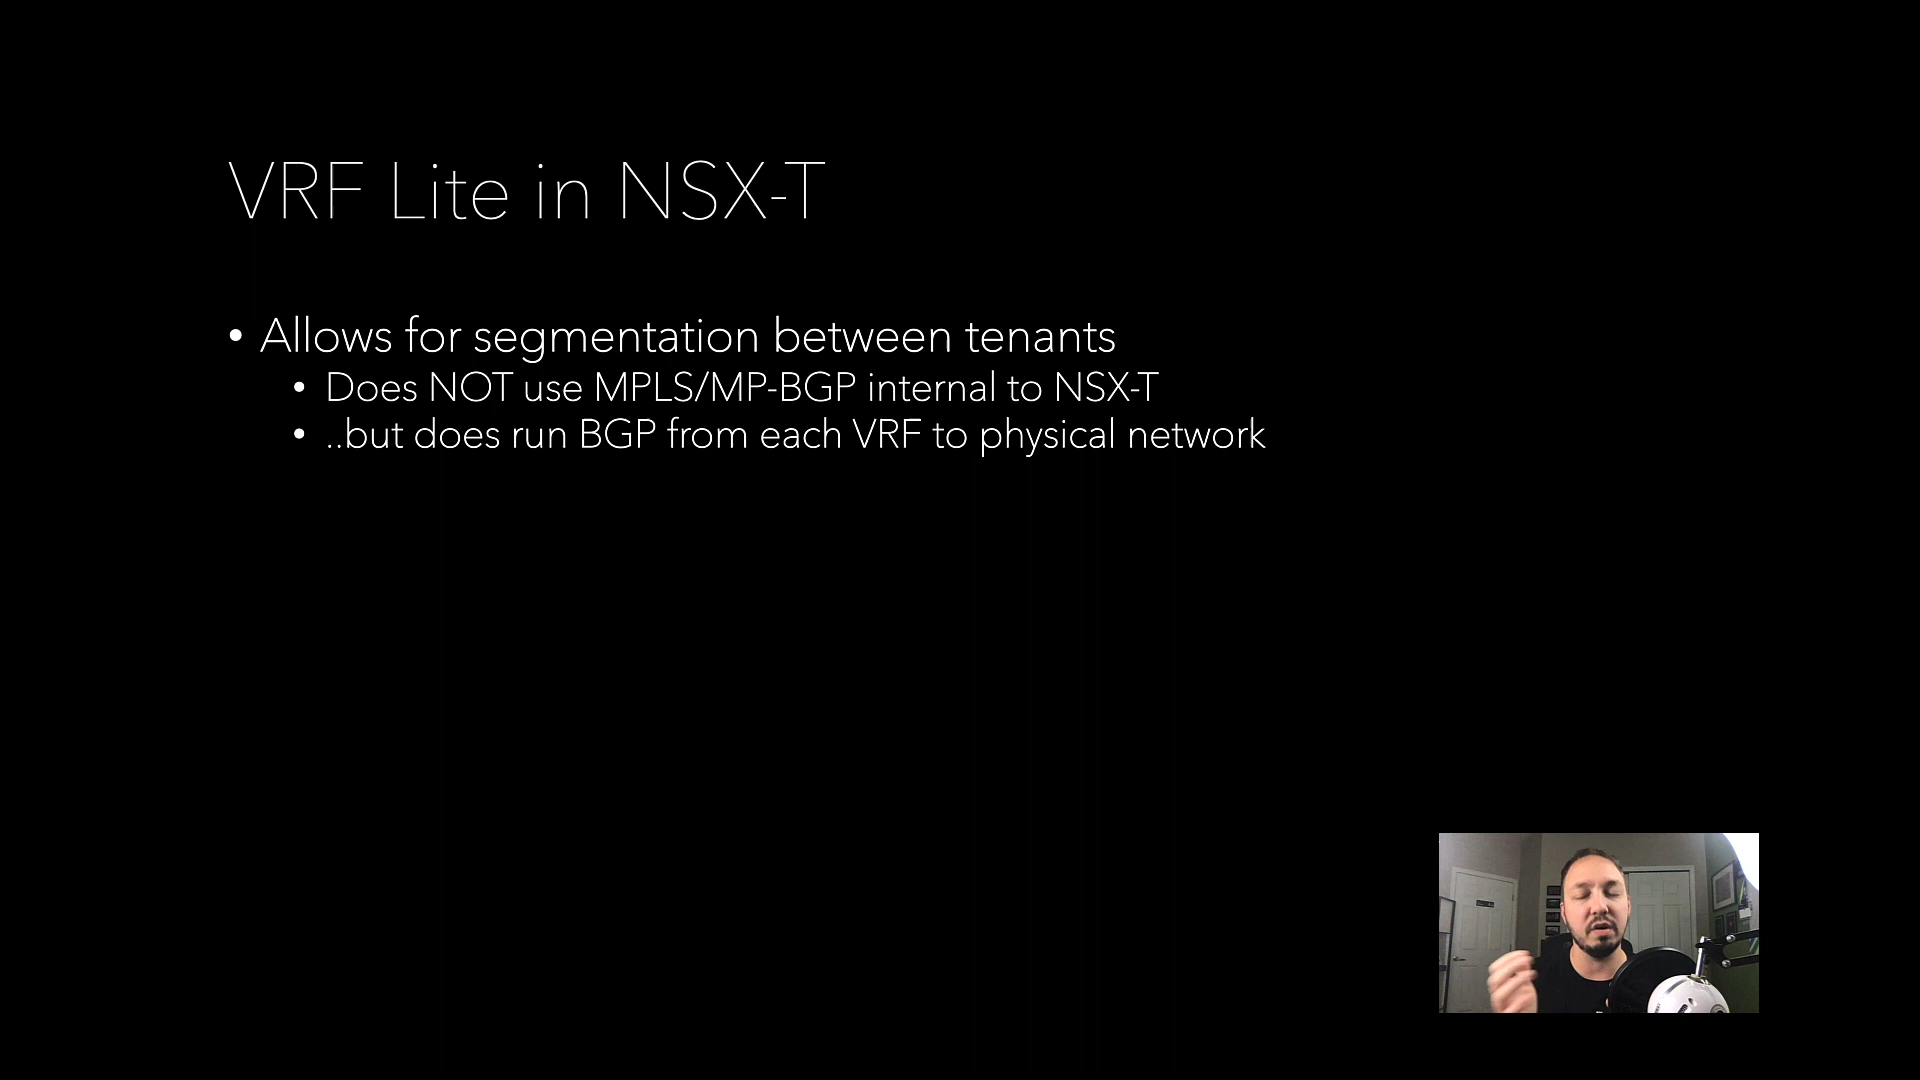 VRF Lite in NSX-T
• Allows for segmentation between tenants
• Does NOT use MPLS/MP-BGP internal to NSX-T
• ..but does run BGP from each VRF to physical network